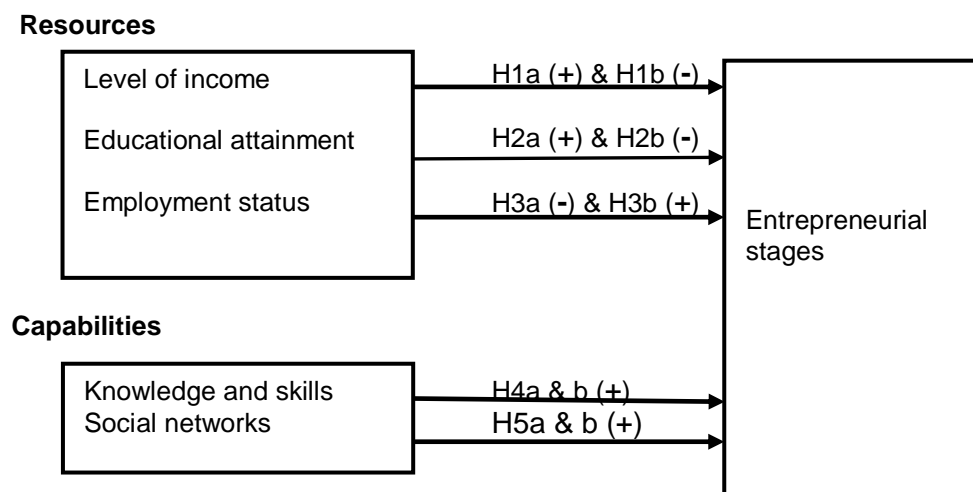 Resources
Level of income
H1a (+) & H1b (-)
Educational attainment
H2a (+) & H2b (-)
Employment status
H3a (-) & H3b (+)
Entrepreneurial
stages
Capabilities
Knowledge and skills
H4a & b (+)
Social networks
H5a & b (+)